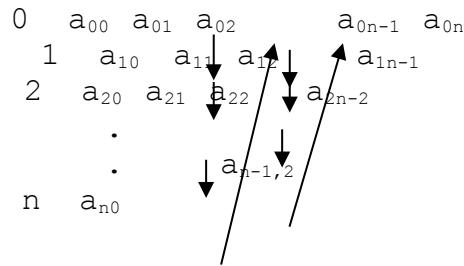 0 a₀₀ a₀₁ a₀₂ a₀ₙ₋₁ a₀ₙ
1 a₁₀ a₁₁ a₁₂ a₁ₙ₋₁
2 a₂₀ a₂₁ a₂₂ a₂ₙ₋₂
.
. aₙ₋₁,₂
n aₙ₀